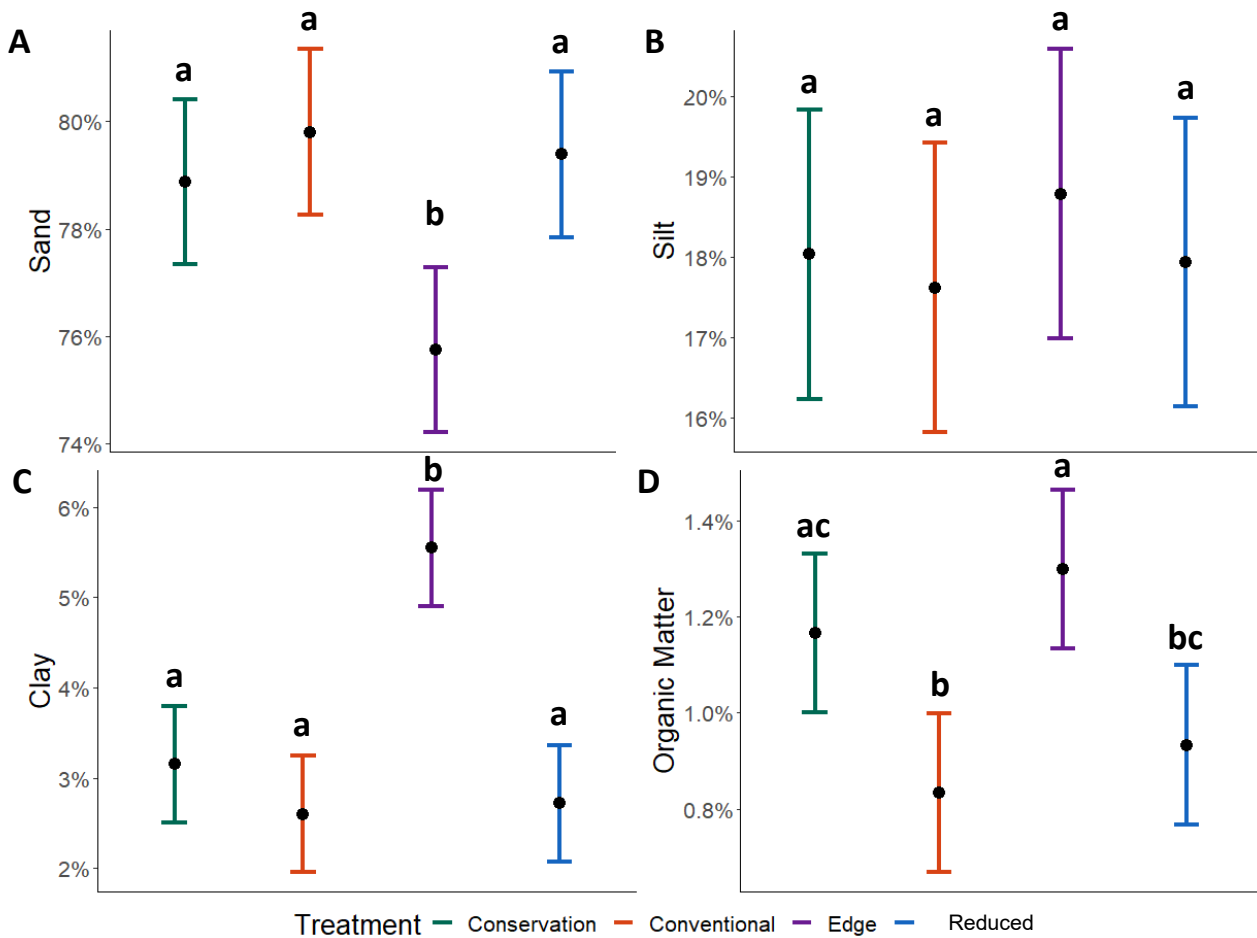 A
Sand
80%
78%
76%
74%
a
a
b
a
B
Silt
20%
19%
18%
17%
16%
a
a
a
a
C
Clay
6%
5%
4%
3%
2%
a
a
b
a
D
Organic Matter
1.4%
1.2%
1.0%
0.8%
ac
b
a
bc
Treatment Conservation Conventional Edge Reduced